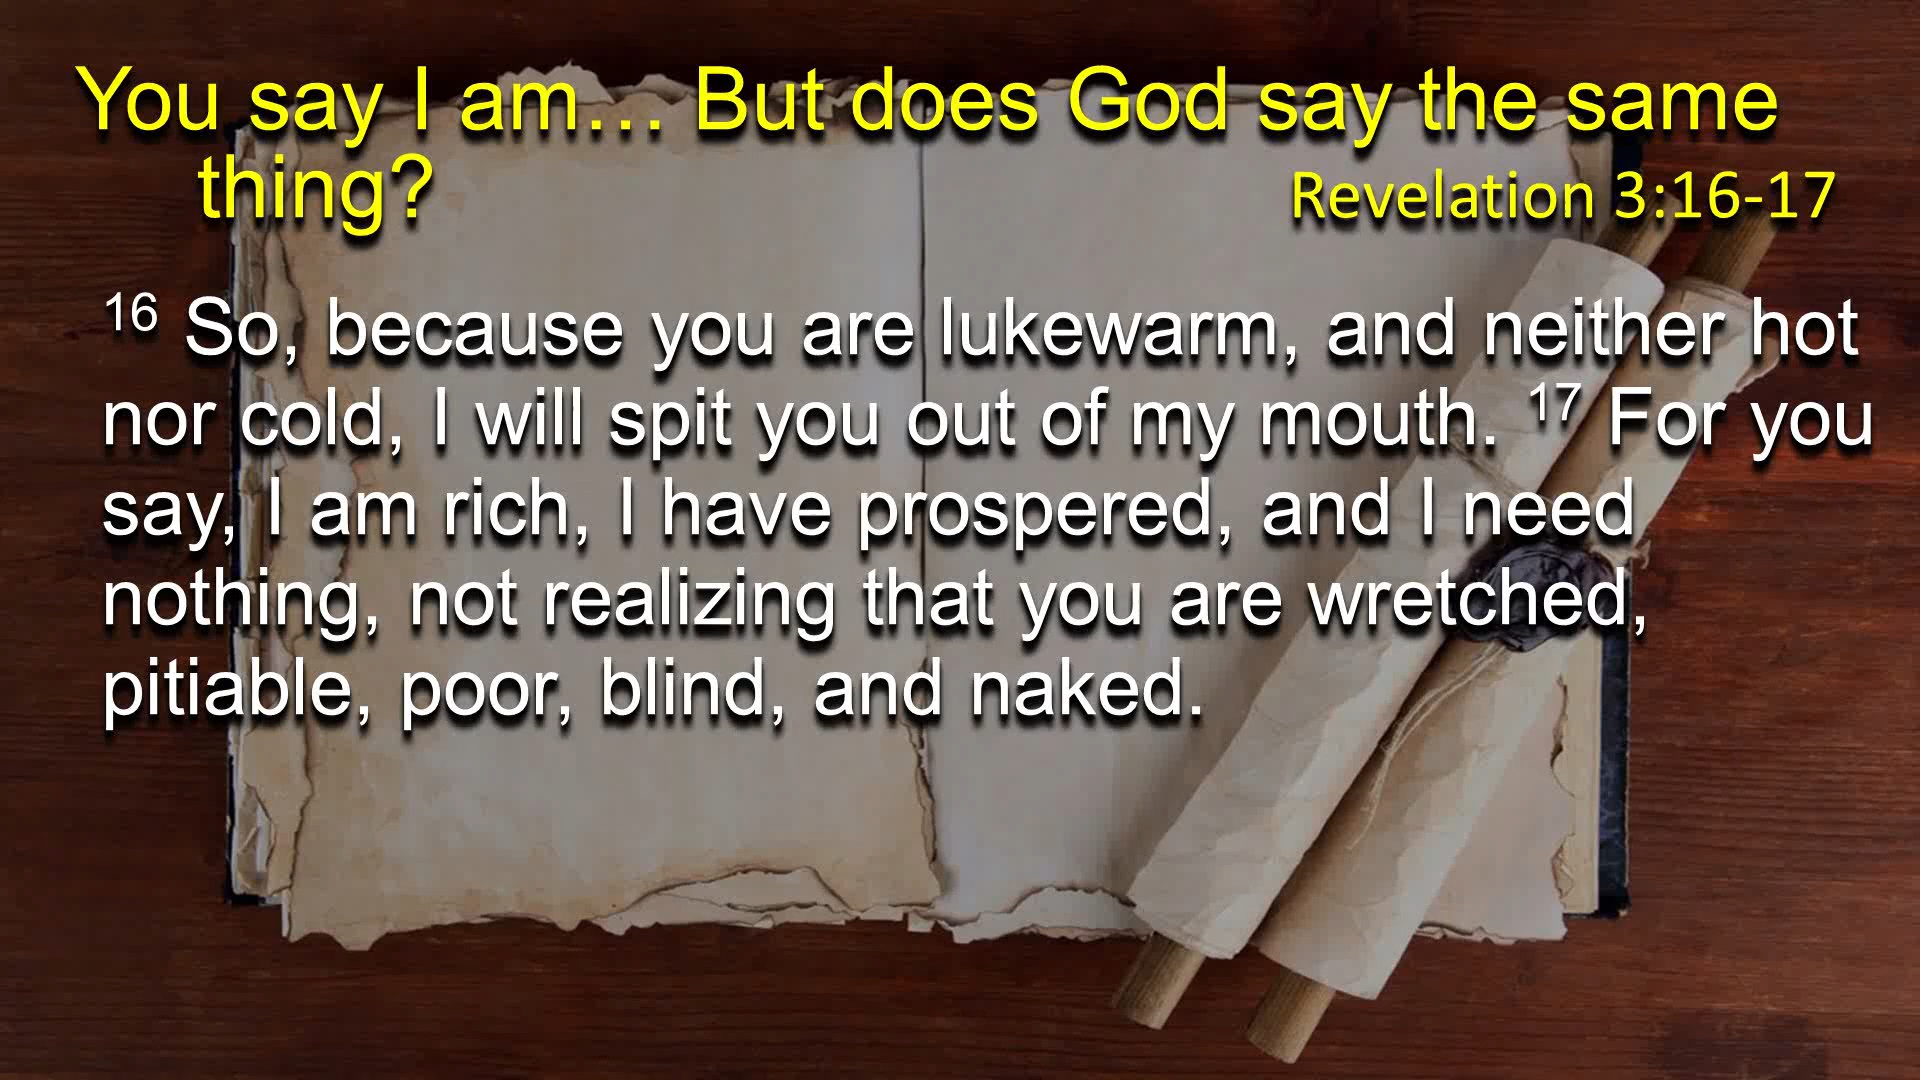 You say I am… But does God say the same
thing? Revelation 3:16-17
16 So, because you are lukewarm, and neither hot
nor cold, I will spit you out of my mouth. 17 For you
say, I am rich, I have prospered, and I need
nothing, not realizing that you are wretched,
pitiable, poor, blind, and naked.